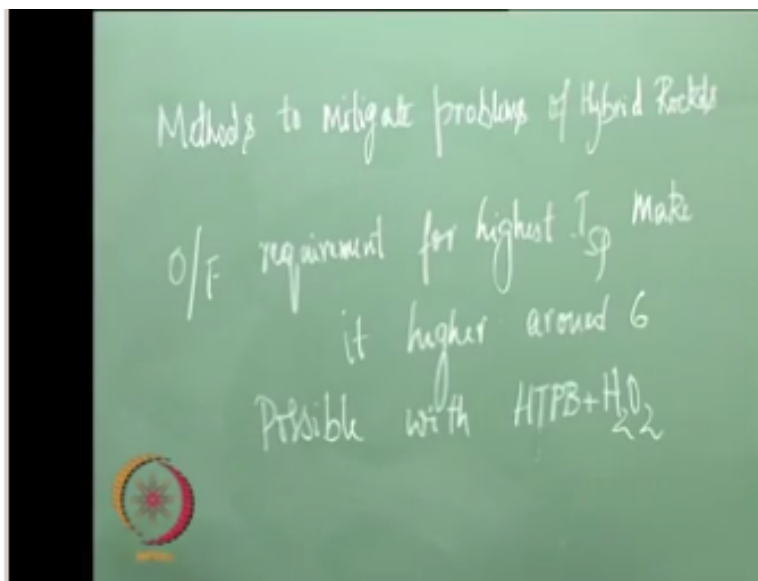 Methods to mitigate problems of Hybrid Rockets
O/F requirement for highest Isp Make
it higher around 6
Possible with HTPB+H2O2
NPTEL